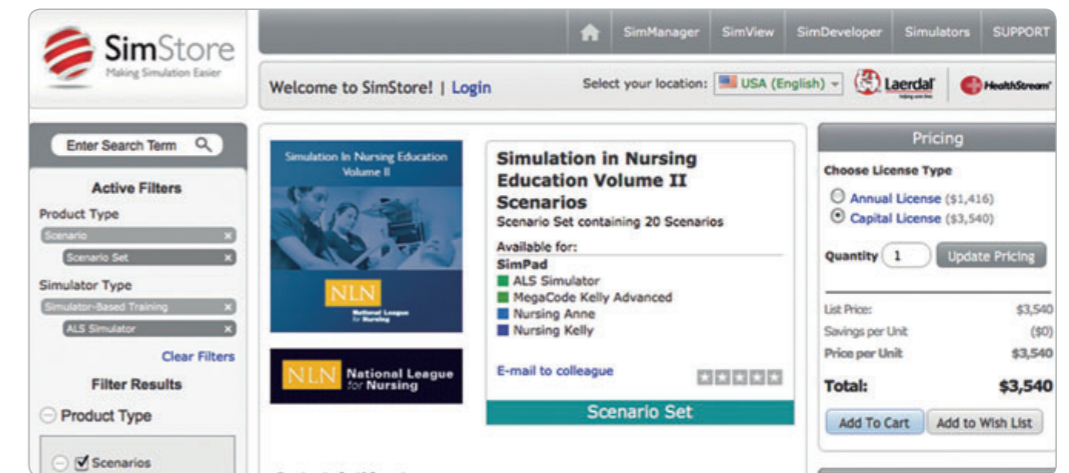 SimStore
Making Simulation Easier
SimManager
SimView
SimDeveloper
Simulators
SUPPORT
Welcome to SimStore! | Login
Select your location:
USA (English)
Laerdal
helping save lives
HealthStream
Enter Search Term
Active Filters
Product Type
Scenario x
Scenario Set x
Simulator Type
Simulator-Based Training x
ALS Simulator x
Clear Filters
Filter Results
Product Type
Scenarios
Simulation In Nursing Education
Volume II
NLN
National League
for Nursing
NLN
National League
for Nursing
Simulation in Nursing
Education Volume II
Scenarios
Scenario Set containing 20 Scenarios
Available for:
SimPad
ALS Simulator
MegaCode Kelly Advanced
Nursing Anne
Nursing Kelly
E-mail to colleague
Scenario Set
Pricing
Choose License Type
Annual License ($1,416)
Capital License ($3,540)
Quantity 1 Update Pricing
List Price: $3,540
Savings per Unit ($0)
Price per Unit $3,540
Total: $3,540
Add To Cart
Add to Wish List